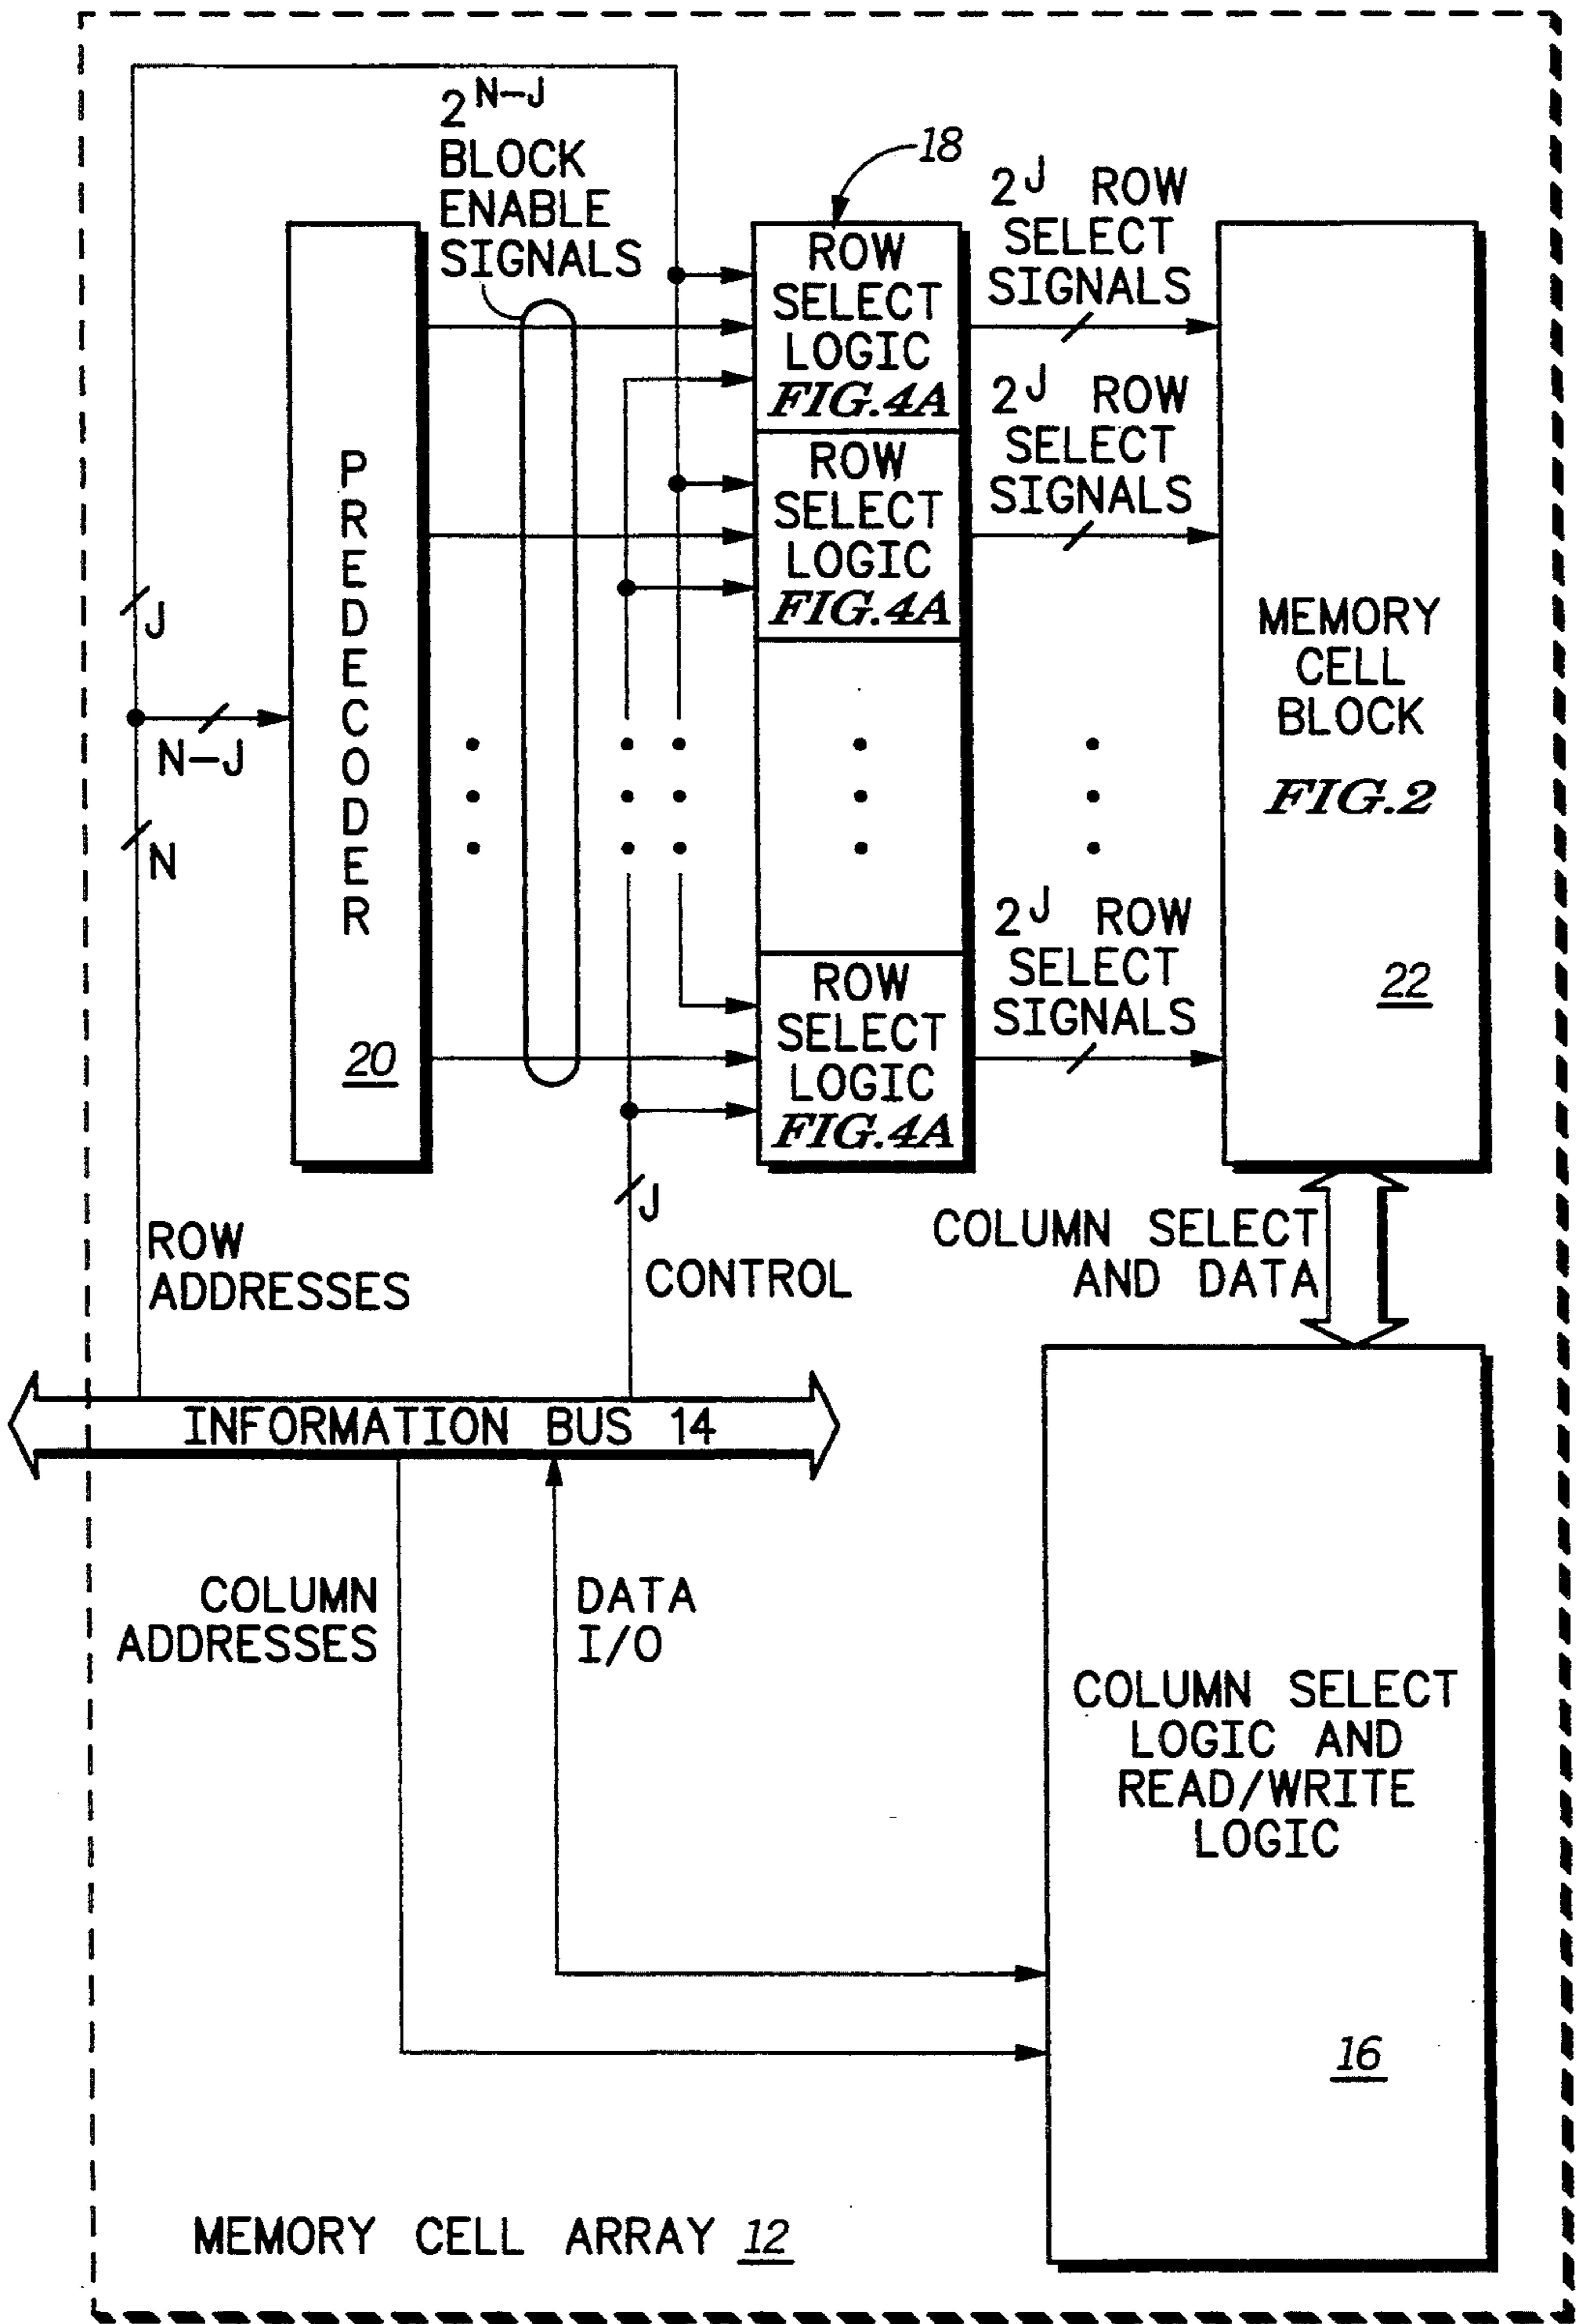 2^N-J
BLOCK
ENABLE
SIGNALS
18
ROW
SELECT
LOGIC
FIG.4A
2^J ROW
SELECT
SIGNALS
ROW
SELECT
LOGIC
FIG.4A
2^J ROW
SELECT
SIGNALS
J
N-J
N
PREDECODER
20
MEMORY
CELL
BLOCK
FIG.2
22
ROW
SELECT
LOGIC
FIG.4A
2^J ROW
SELECT
SIGNALS
J
ROW
ADDRESSES
CONTROL
COLUMN SELECT
AND DATA
INFORMATION BUS 14
COLUMN
ADDRESSES
DATA
I/O
COLUMN SELECT
LOGIC AND
READ/WRITE
LOGIC
16
MEMORY CELL ARRAY 12